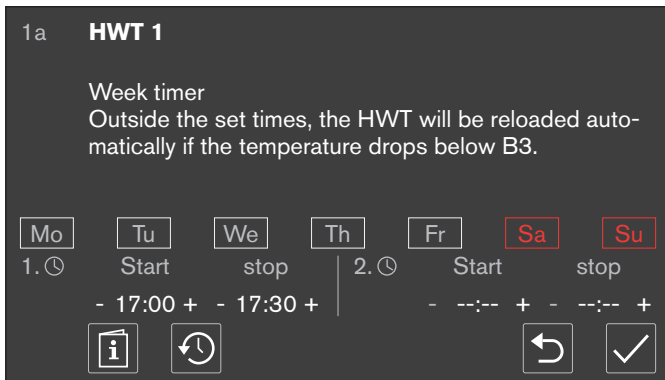 1a HWT 1
Week timer
Outside the set times, the HWT will be reloaded auto-
matically if the temperature drops below B3.
Mo Tu We Th Fr Sa Su
1. Start stop 2. Start stop
- 17:00 + - 17:30 + - --:-- + - --:-- +
i